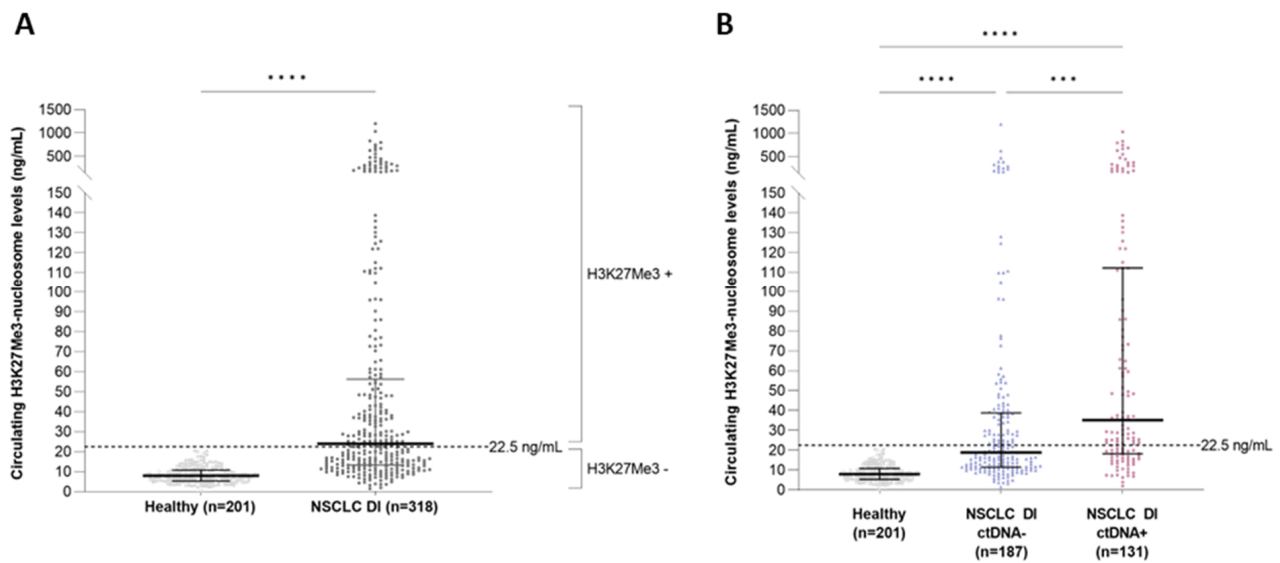 A
••••
Circulating H3K27Me3-nucleosome levels (ng/mL)
1500
1000
500
150
140
130
120
110
100
90
80
70
60
50
40
30
20
10
0
H3K27Me3 +
22.5 ng/mL
H3K27Me3 -
Healthy (n=201)
NSCLC DI (n=318)
B
••••
••••
•••
Circulating H3K27Me3-nucleosome levels (ng/mL)
1500
1000
500
150
140
130
120
110
100
90
80
70
60
50
40
30
20
10
0
22.5 ng/mL
Healthy
(n=201)
NSCLC DI
ctDNA-
(n=187)
NSCLC DI
ctDNA+
(n=131)